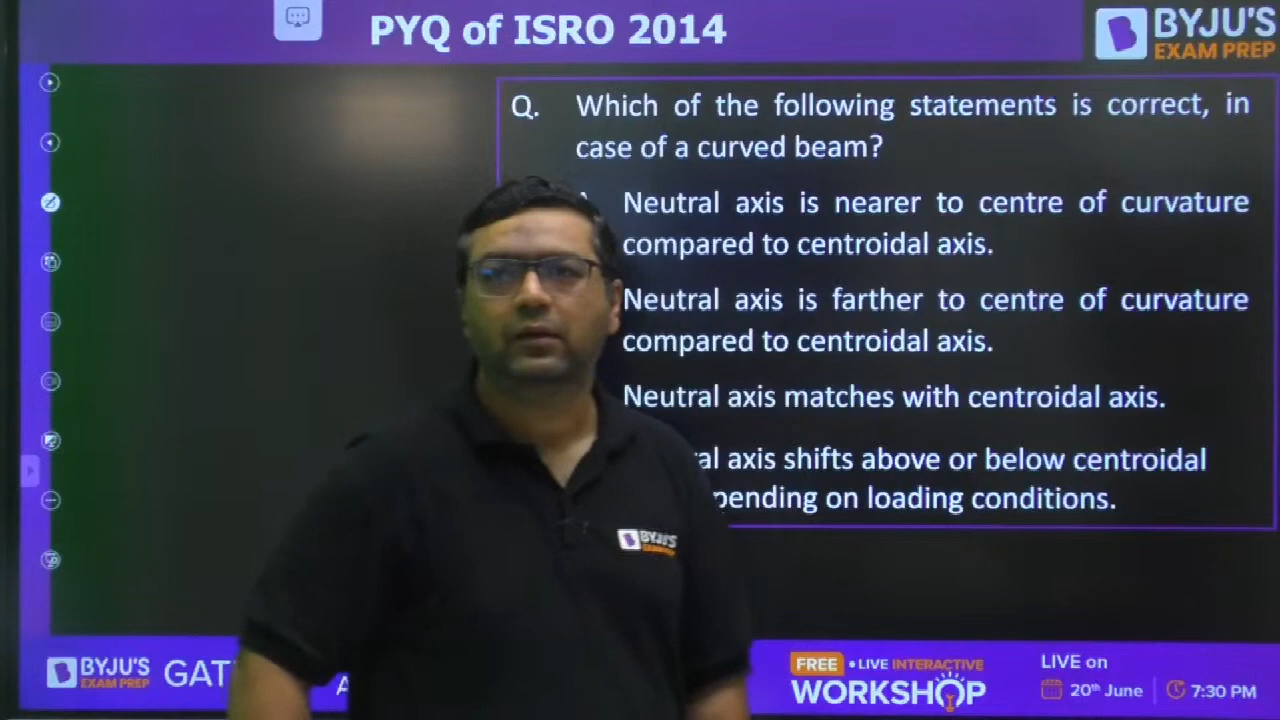 PYQ of ISRO 2014
BYJU'S
EXAM PREP
Q. Which of the following statements is correct, in
case of a curved beam?
Neutral axis is nearer to centre of curvature
compared to centroidal axis.
Neutral axis is farther to centre of curvature
compared to centroidal axis.
Neutral axis matches with centroidal axis.
axis shifts above or below centroidal
on loading conditions.
BYJU'S
EXAM PREP
BYJU'S
EXAM PREP
FREE • LIVE INTERACTIVE
WORKSHOP
LIVE on
20th June | 7:30 PM